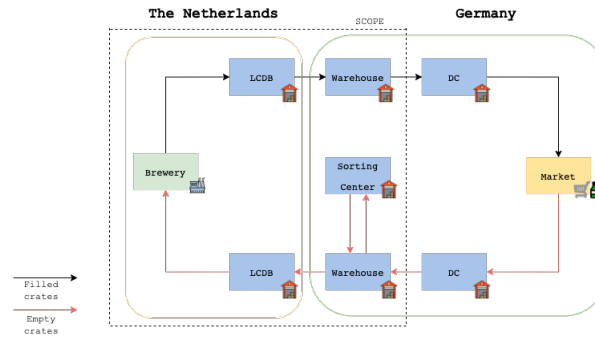 The Netherlands
Germany
SCOPE
LCDB
Warehouse
DC
Brewery
Sorting
Center
Market
LCDB
Warehouse
DC
Filled
crates
Empty
crates